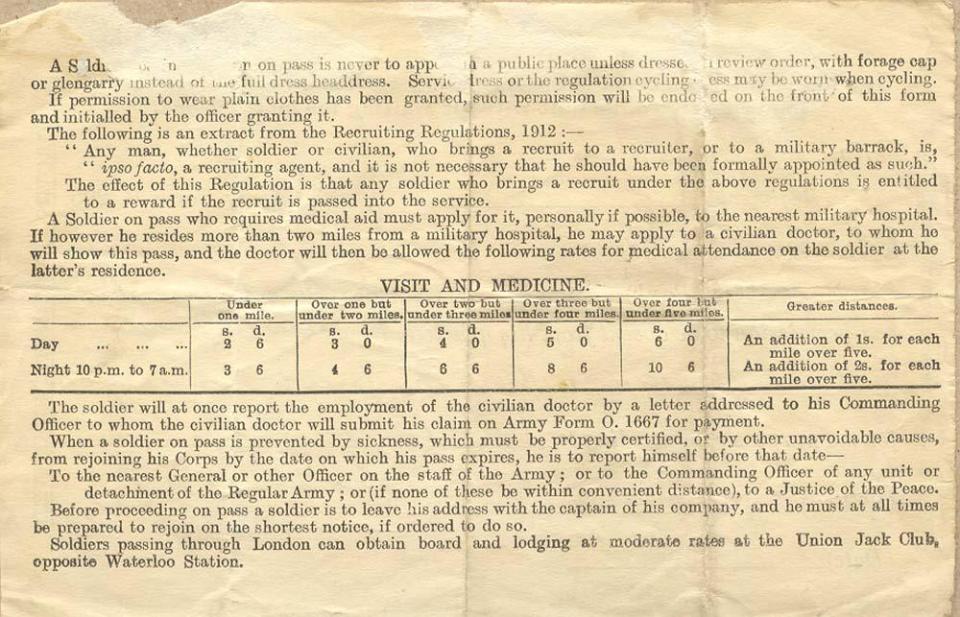 A on pass is never to a public place unless review order, with forage cap
or glengarry instead of the full dress headdress. dress or the regulation cycling may be worn when cycling.
If permission to wear plain clothes has been granted, such permission will be on the front of this form
and initialled by the officer granting it.
The following is an extract from the Recruiting Regulations, 1912 :—
“ Any man, whether soldier or civilian, who brings a recruit to a recruiter, or to a military barrack, is,
“ ipso facto, a recruiting agent, and it is not necessary that he should have been formally appointed as such.”
The effect of this Regulation is that any soldier who brings a recruit under the above regulations is entitled
to a reward if the recruit is passed into the service.
A Soldier on pass who requires medical aid must apply for it, personally if possible, to the nearest military hospital.
If however he resides more than two miles from a military hospital, he may apply to a civilian doctor, to whom he
will show this pass, and the doctor will then be allowed the following rates for medical attendance on the soldier at the
latter's residence.
VISIT AND MEDICINE.
Under one mile. Over one but under two miles. Over two but under three miles Over three but under four miles. Over four but under five miles. Greater distances.
s. d. s. d. s. d. s. d. s. d.
Day ... ... ... 2 6 3 0 4 0 5 0 6 0 An addition of 1s. for each mile over five.
Night 10 p.m. to 7 a.m. 3 6 4 6 6 6 8 6 10 6 An addition of 2s. for each mile over five.
The soldier will at once report the employment of the civilian doctor by a letter addressed to his Commanding
Officer to whom the civilian doctor will submit his claim on Army Form O. 1667 for payment.
When a soldier on pass is prevented by sickness, which must be properly certified, or by other unavoidable causes,
from rejoining his Corps by the date on which his pass expires, he is to report himself before that date—
To the nearest General or other Officer on the staff of the Army ; or to the Commanding Officer of any unit or
detachment of the Regular Army ; or (if none of these be within convenient distance), to a Justice of the Peace.
Before proceeding on pass a soldier is to leave his address with the captain of his company, and he must at all times
be prepared to rejoin on the shortest notice, if ordered to do so.
Soldiers passing through London can obtain board and lodging at moderate rates at the Union Jack Club,
opposite Waterloo Station.